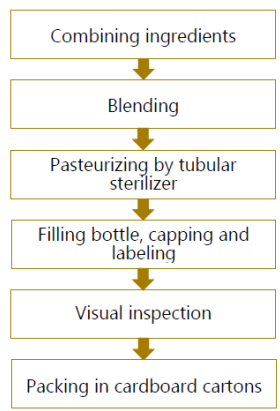 Combining ingredients
Blending
Pasteurizing by tubular
sterilizer
Filling bottle, capping and
labeling
Visual inspection
Packing in cardboard cartons